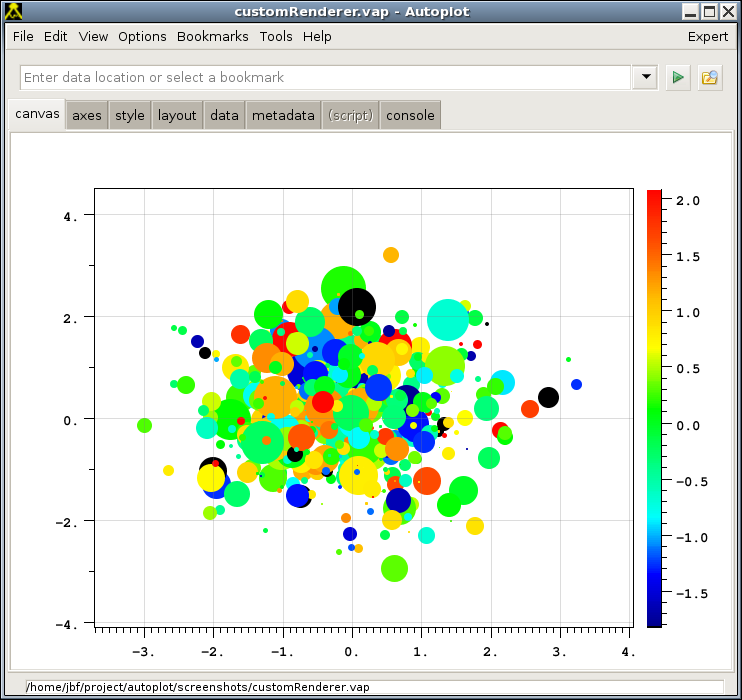 customRenderer.vap - Autoplot
File Edit View Options Bookmarks Tools Help Expert
Enter data location or select a bookmark
canvas axes style layout data metadata (script) console
4.
2.
0.
-2.
-4.
-3. -2. -1. 0. 1. 2. 3. 4.
2.0
1.5
1.0
0.5
0.0
-0.5
-1.0
-1.5
/home/jbf/project/autoplot/screenshots/customRenderer.vap